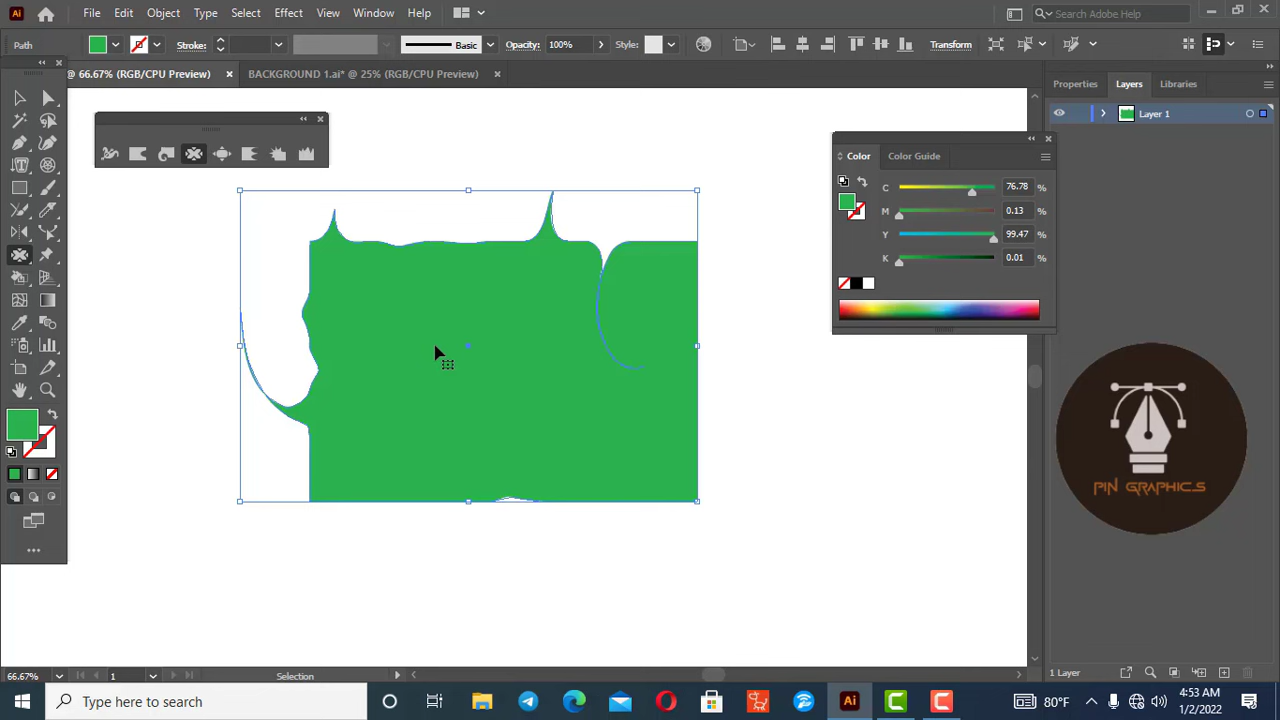 Ai File Edit Object Type Select Effect View Window Help Search Adobe Help
Path Stroke: Basic Opacity: 100% Style: Transform
@ 66.67% (RGB/CPU Preview) × BACKGROUND 1.ai* @ 25% (RGB/CPU Preview) ×
Properties Layers Libraries
Layer 1
Color Color Guide
C 76.78 %
M 0.13 %
Y 99.47 %
K 0.01 %
PIN GRAPHICS
66.67% 1 Selection
1 Layer
Type here to search
Ai
80°F
4:53 AM
1/2/2022